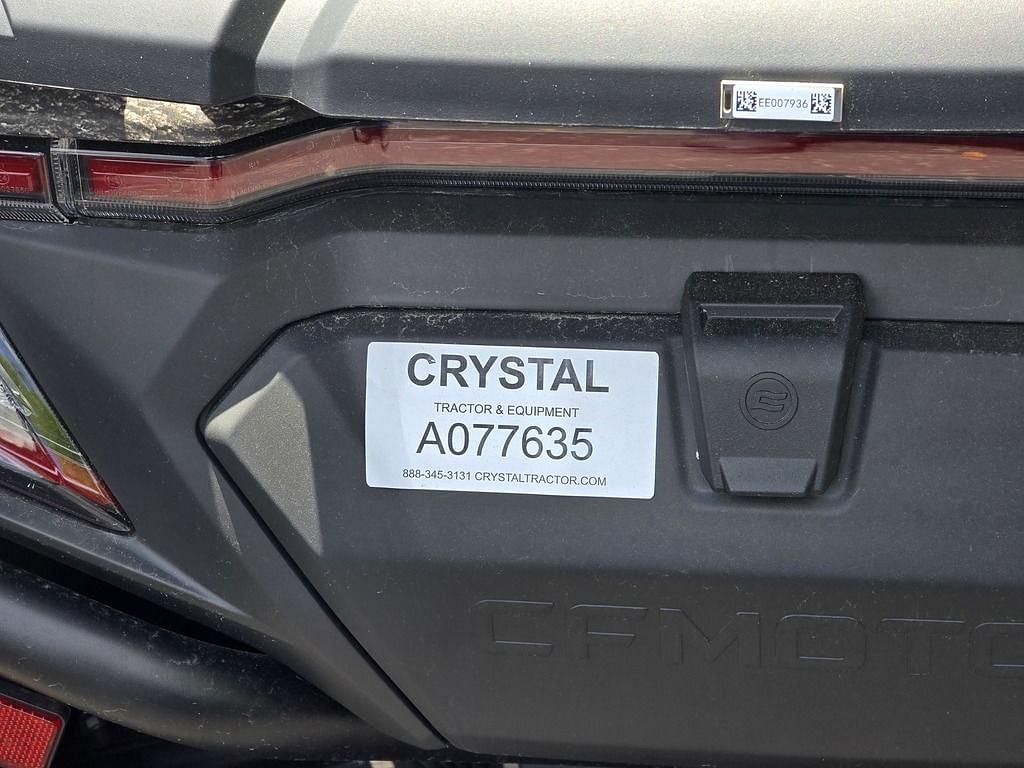 EE007936
CRYSTAL
TRACTOR & EQUIPMENT
A077635
888-345-3131 CRYSTALTRACTOR.COM
CFMOTO